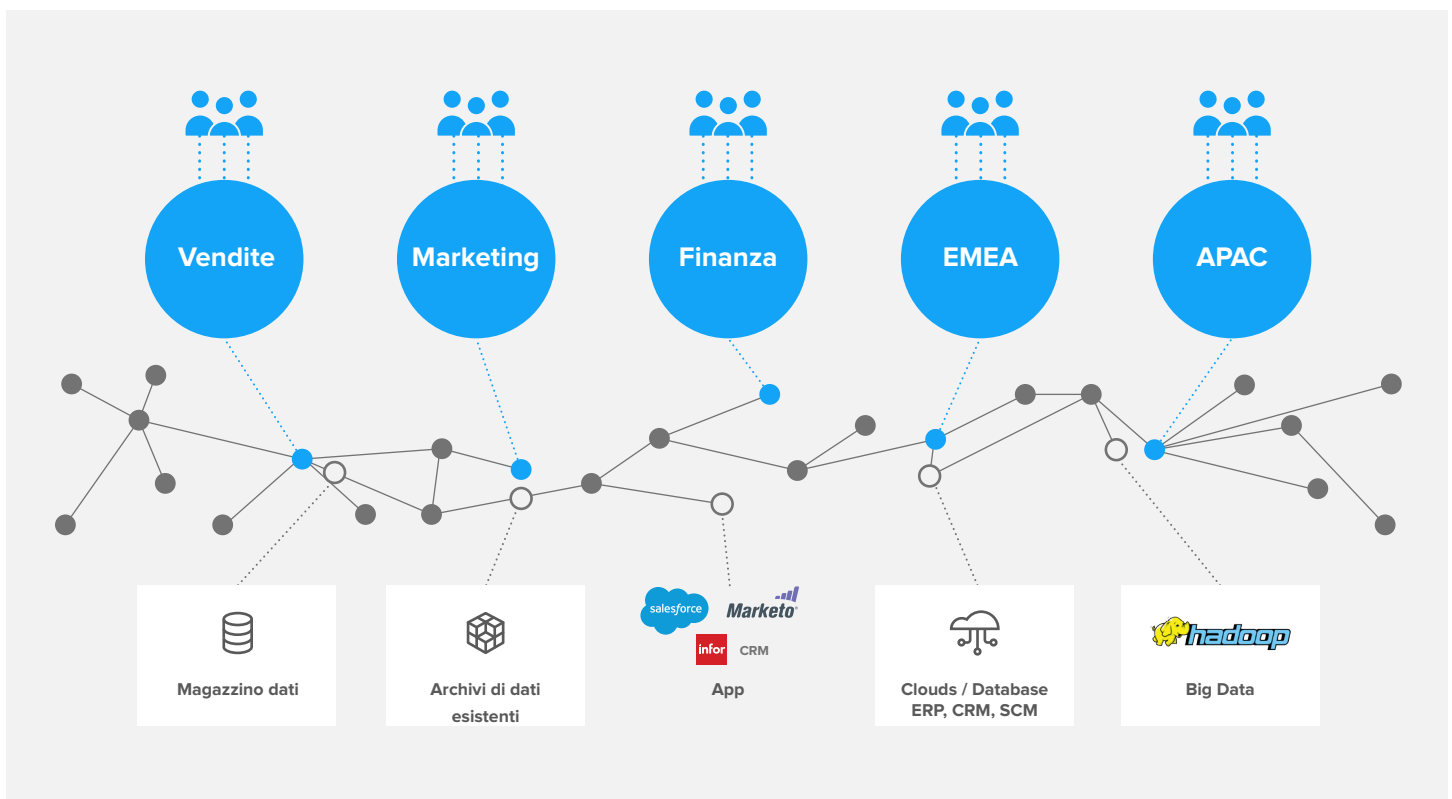 Vendite
Marketing
Finanza
EMEA
APAC
salesforce
Marketo
infor
CRM
hadoop
Magazzino dati
Archivi di dati
esistenti
App
Clouds / Database
ERP, CRM, SCM
Big Data